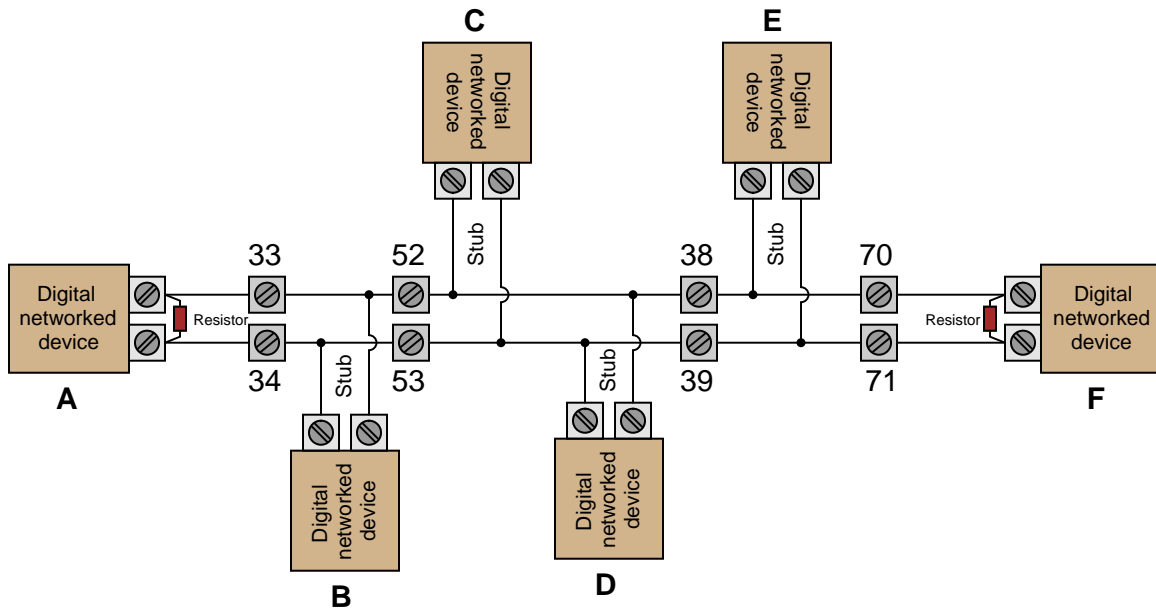 C
E
Digital
networked
device
Digital
networked
device
Stub
Stub
33
52
38
70
Digital
networked
device
Resistor
Resistor
Digital
networked
device
34
53
39
71
A
F
Stub
Stub
Digital
networked
device
Digital
networked
device
B
D